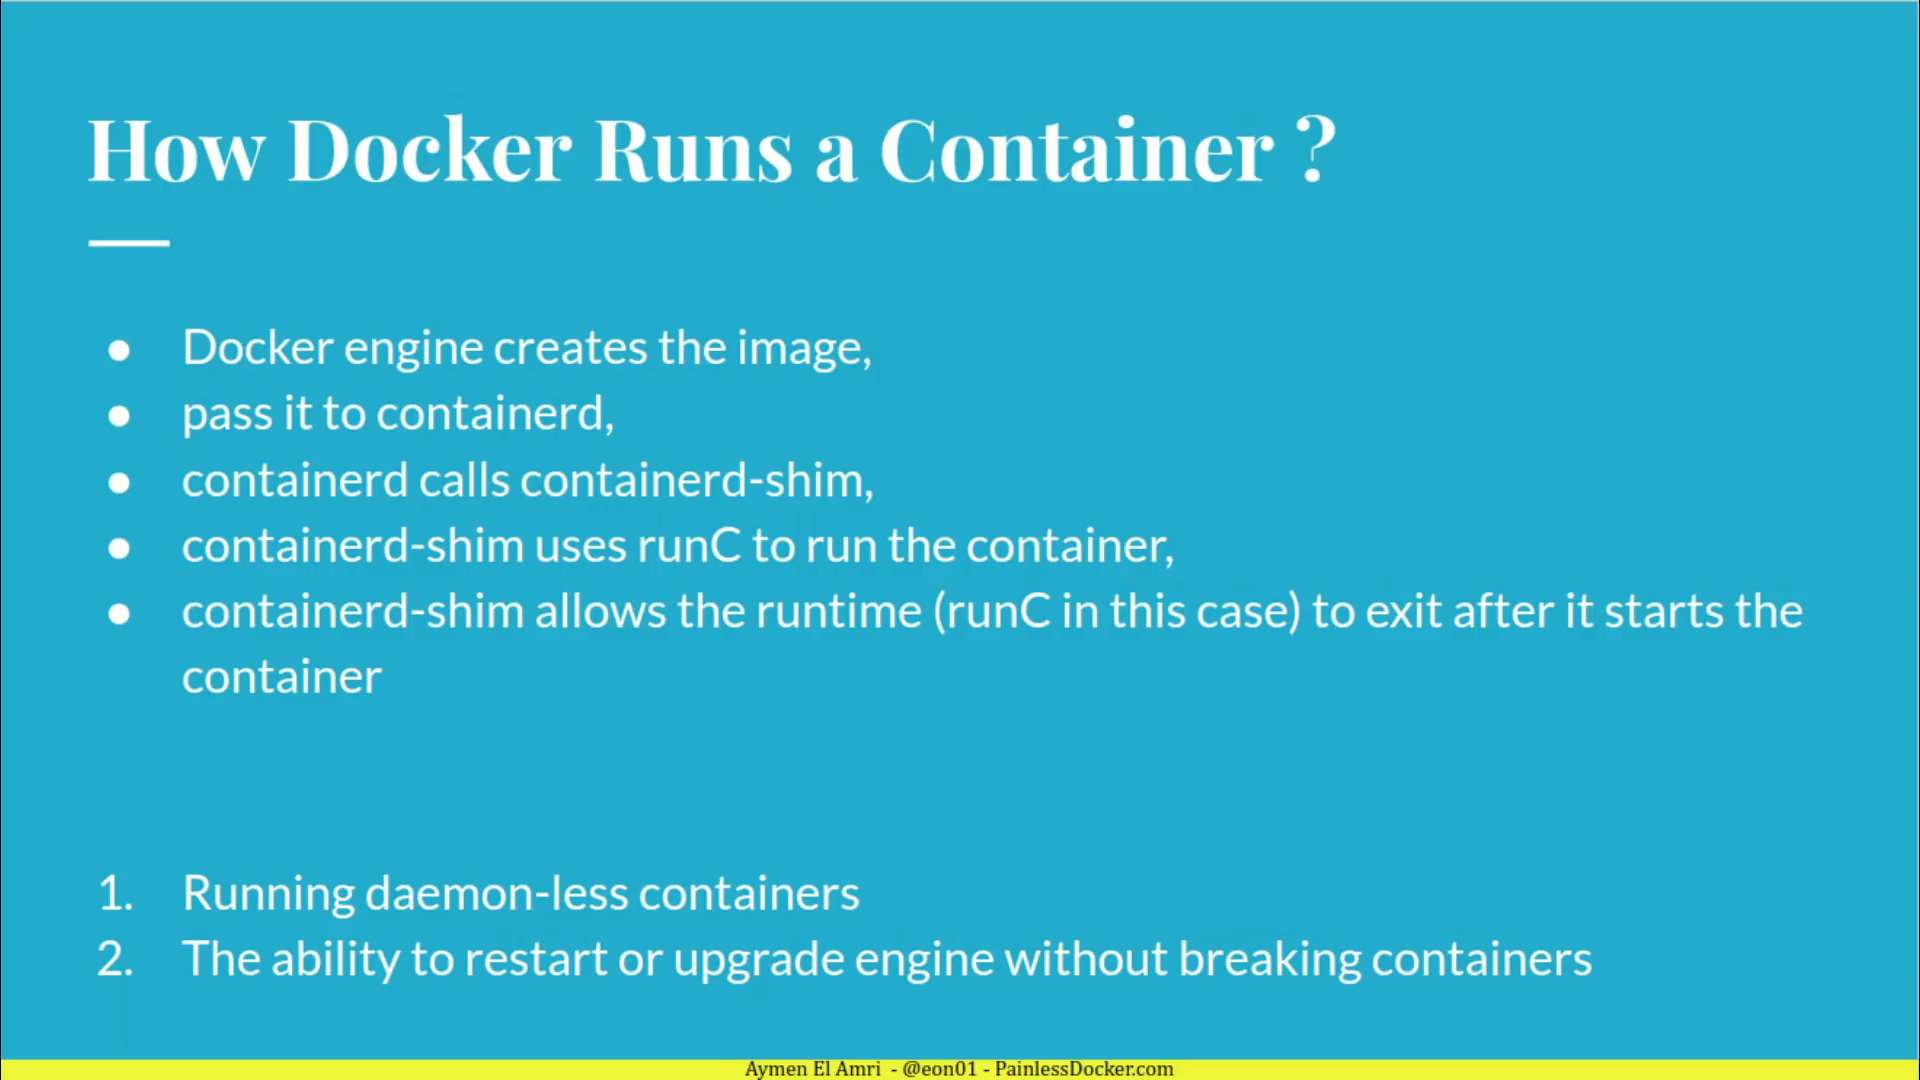 How Docker Runs a Container ?
● Docker engine creates the image,
● pass it to containerd,
● containerd calls containerd-shim,
● containerd-shim uses runC to run the container,
● containerd-shim allows the runtime (runC in this case) to exit after it starts the
container
1. Running daemon-less containers
2. The ability to restart or upgrade engine without breaking containers
Aymen El Amri - @eon01 - PainlessDocker.com